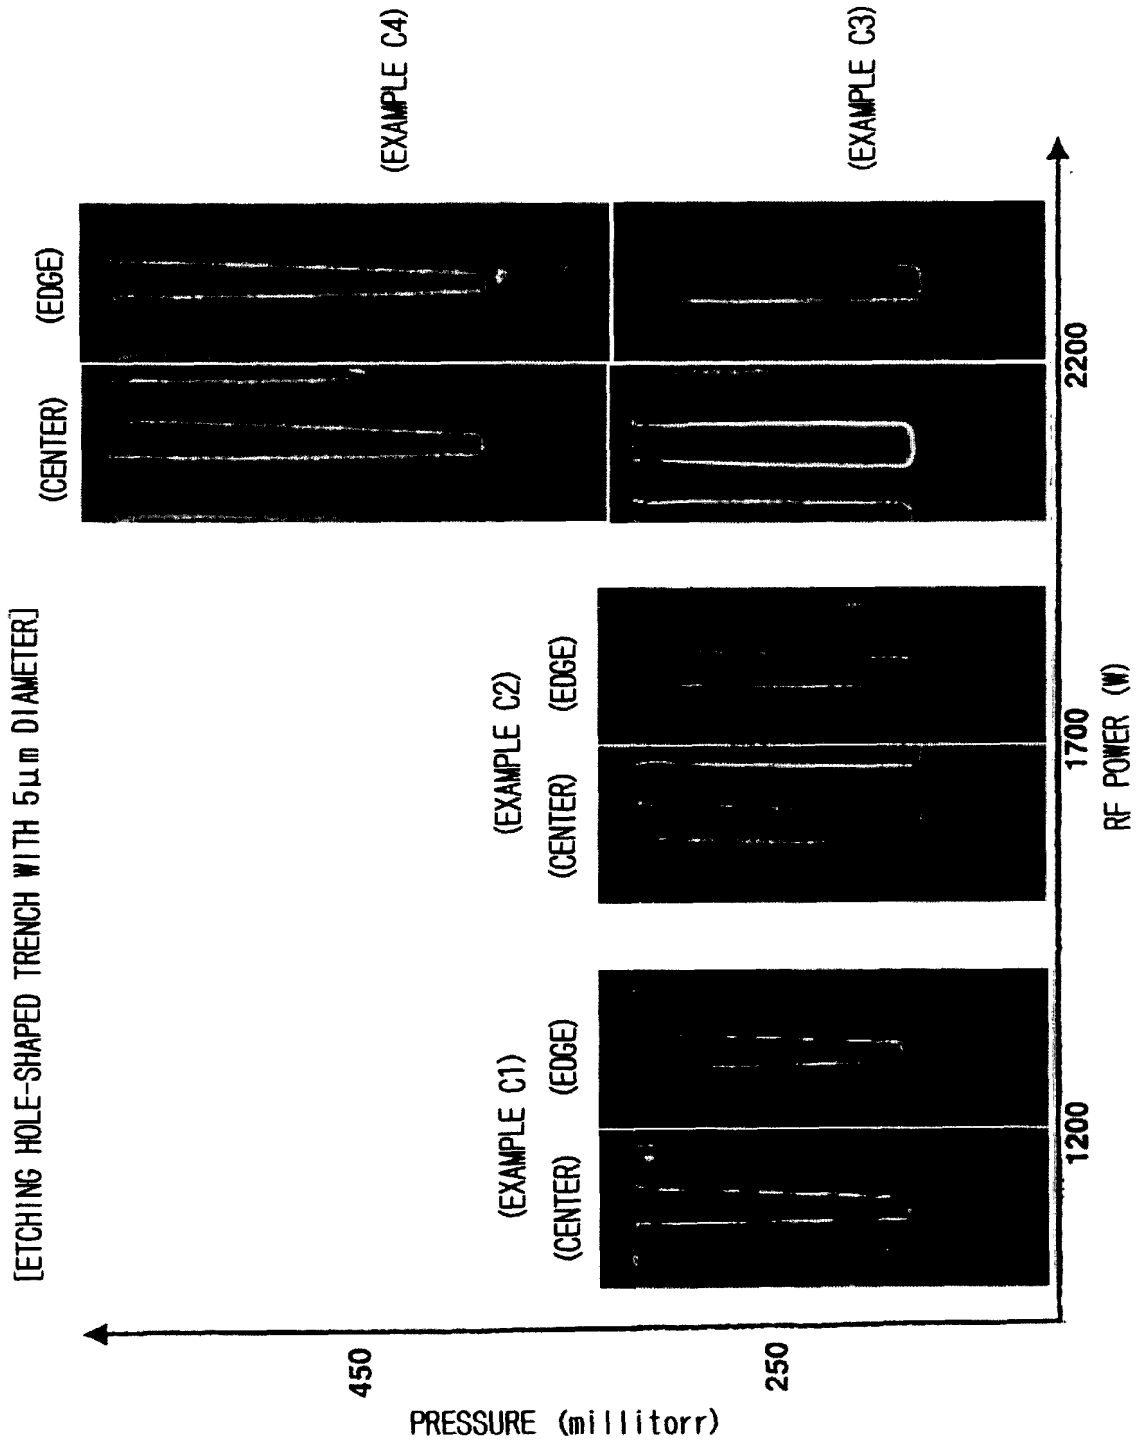 [ETCHING HOLE-SHAPED TRENCH WITH 5μm DIAMETER]
(CENTER)
(EDGE)
(EXAMPLE C4)
450
PRESSURE (millitorr)
(EXAMPLE C1)
(CENTER)
(EDGE)
(EXAMPLE C2)
(CENTER)
(EDGE)
(EXAMPLE C3)
250
1200
1700
2200
RF POWER (W)